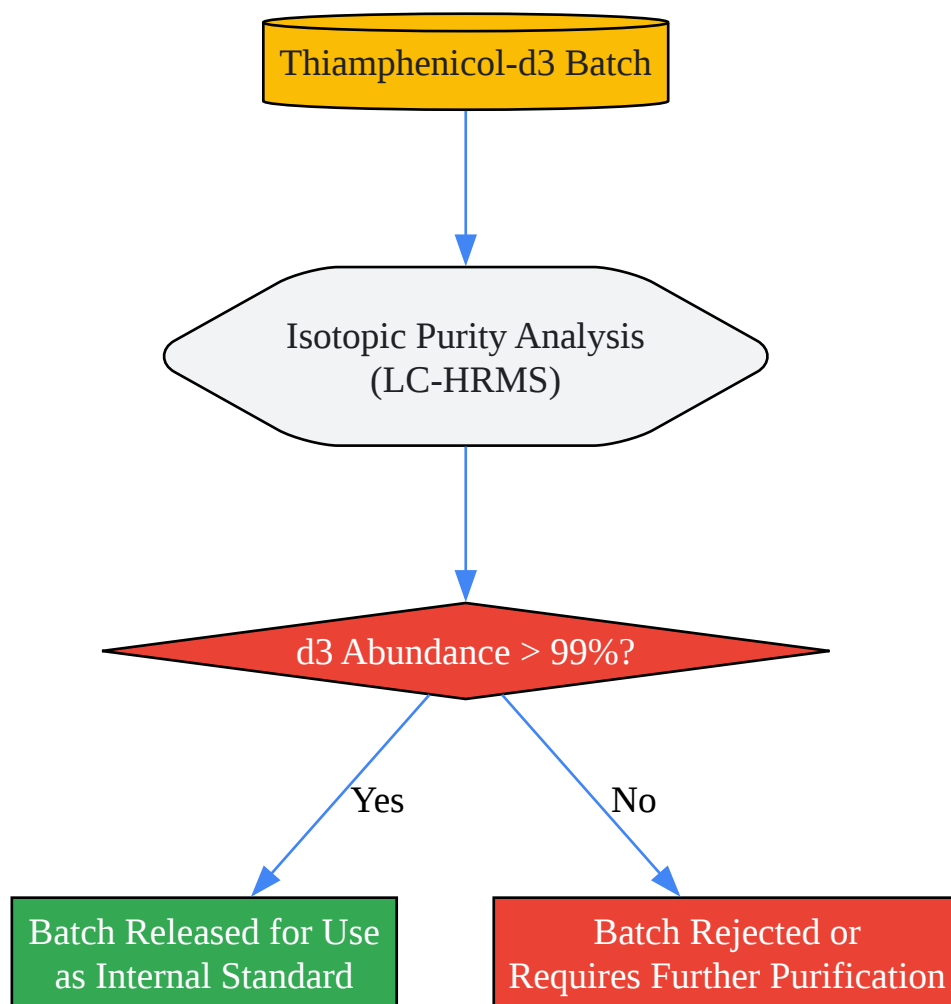 Thiamphenicol-d3 Batch
Isotopic Purity Analysis
(LC-HRMS)
d3 Abundance > 99%?
Yes
No
Batch Released for Use
as Internal Standard
Batch Rejected or
Requires Further Purification